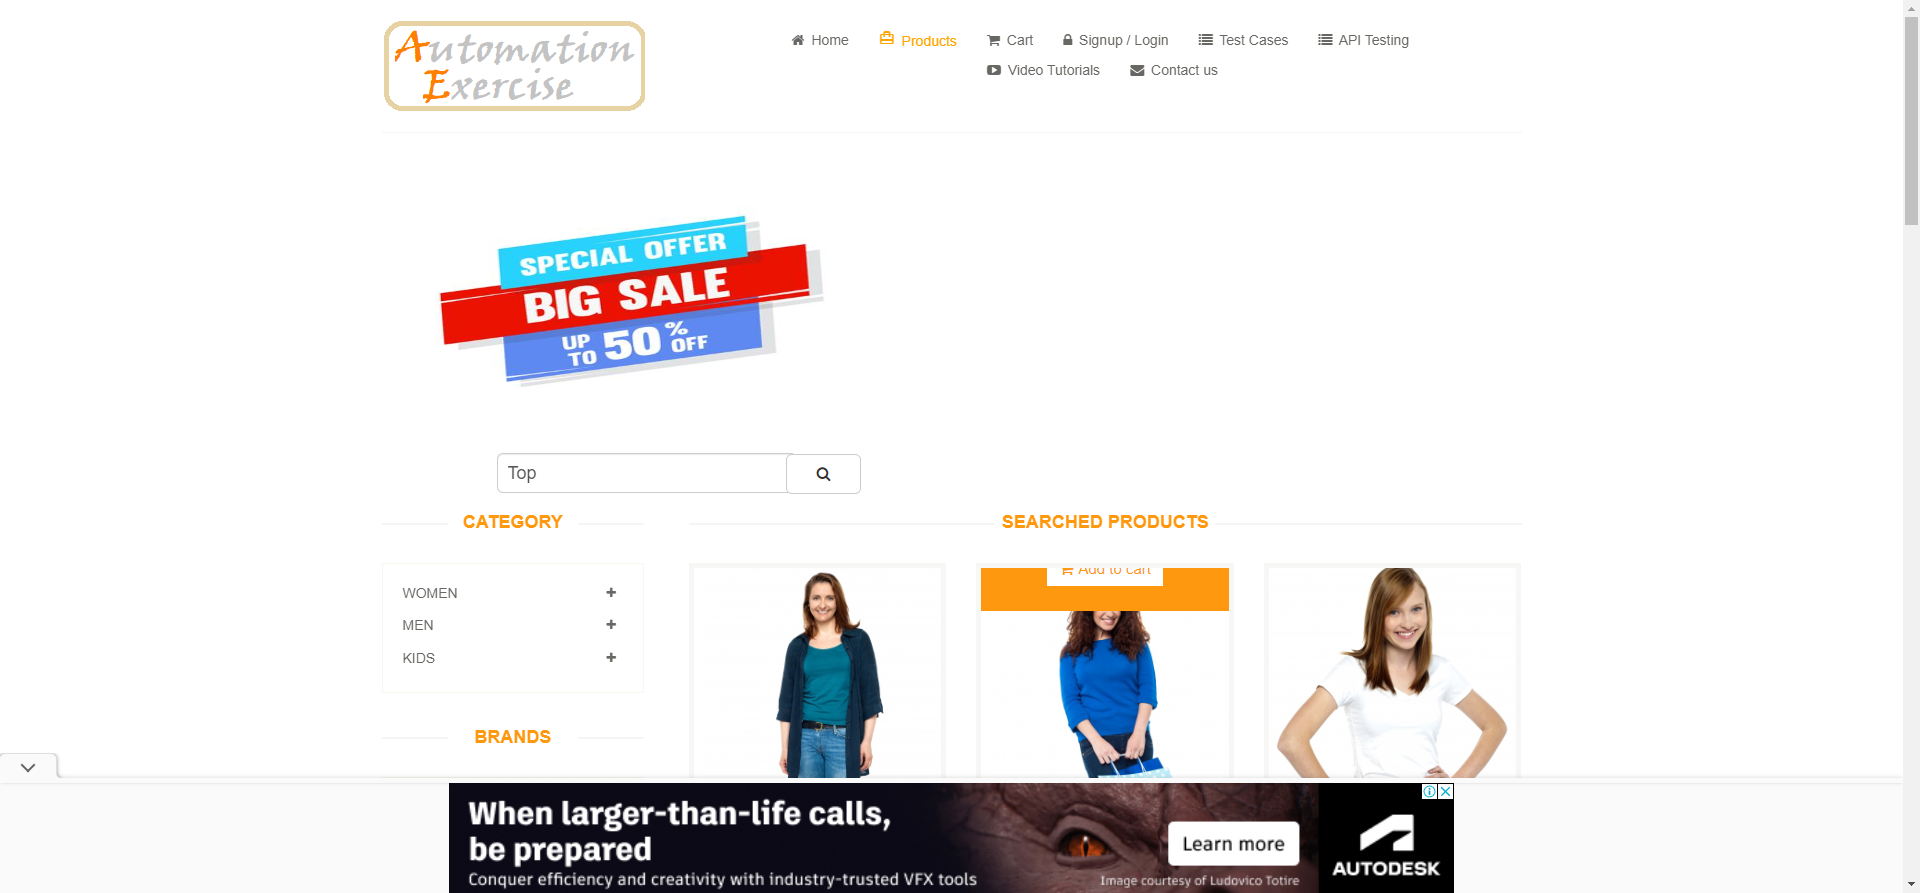 Automation
Exercise
Home
Products
Cart
Signup / Login
Test Cases
API Testing
Video Tutorials
Contact us
SPECIAL OFFER
BIG SALE
UP TO 50% OFF
Top
CATEGORY
SEARCHED PRODUCTS
WOMEN
MEN
KIDS
BRANDS
Add to cart
When larger-than-life calls,
be prepared
Conquer efficiency and creativity with industry-trusted VFX tools
Learn more
Image courtesy of Ludovico Totire
AUTODESK